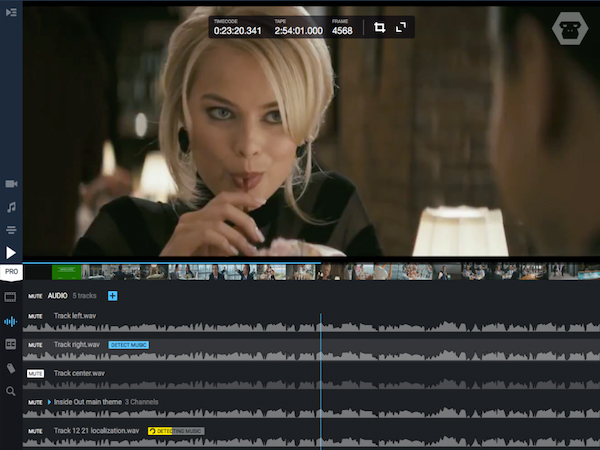 TIMECODE TAPE FRAME
0:23:20.341 2:54:01.000 4568
PRO
MUTE AUDIO 5 tracks
MUTE Track left.wav
MUTE Track right.wav DETECT MUSIC
MUTE Track center.wav
MUTE Inside Out main theme 3 Channels
MUTE Track 12 21 localization.wav DETECTING MUSIC
CC